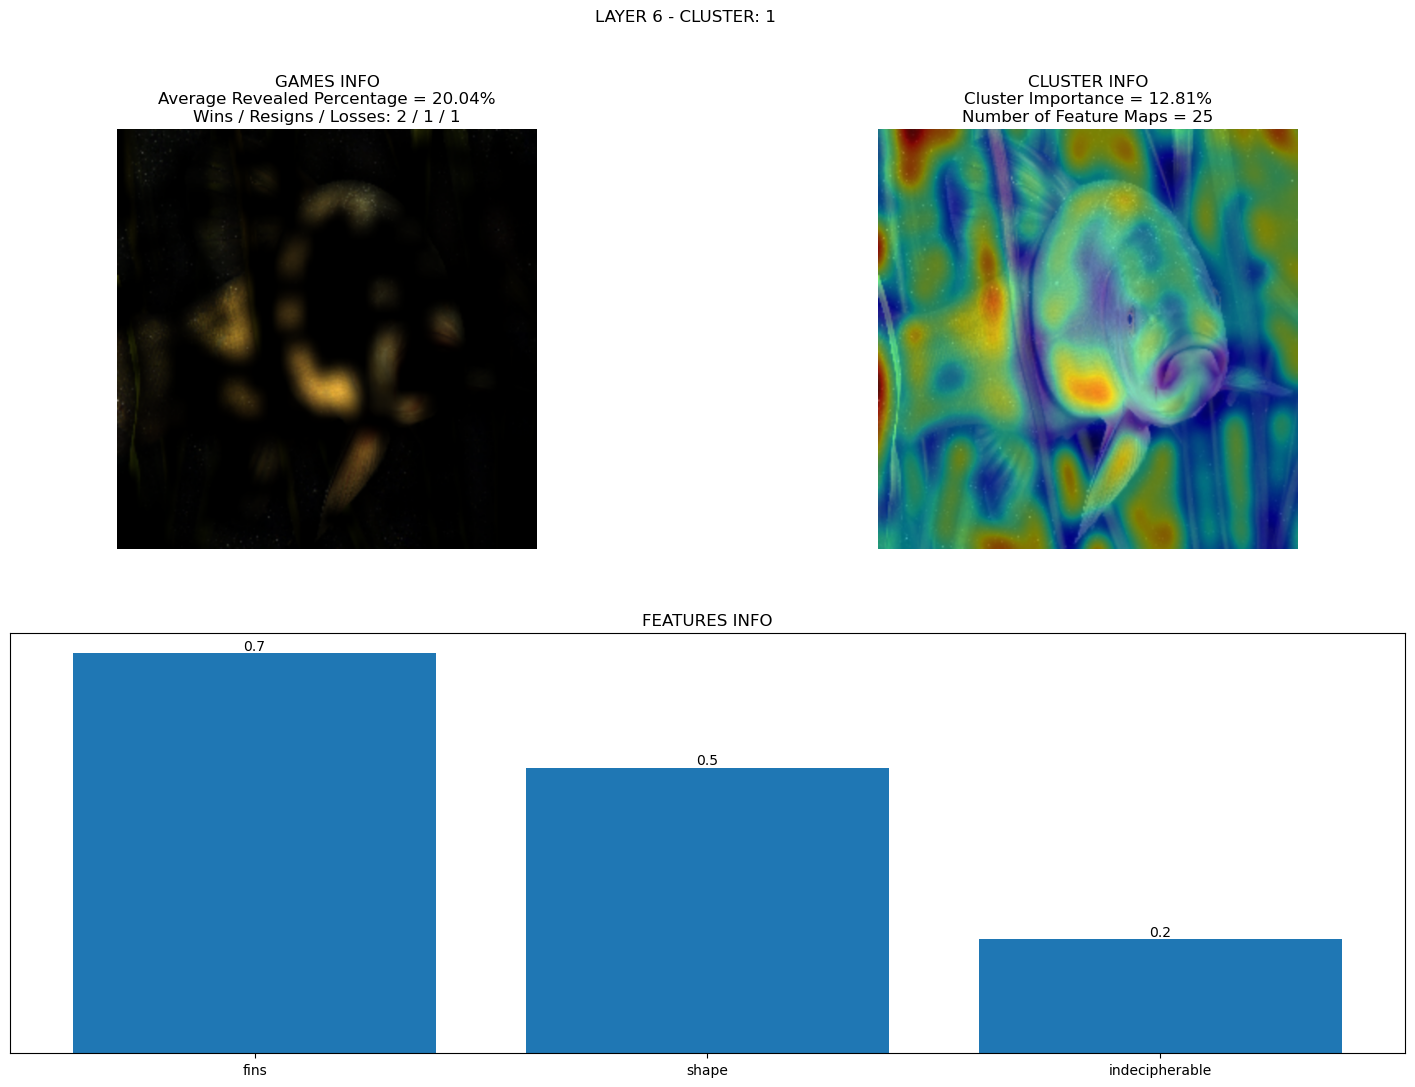 LAYER 6 - CLUSTER: 1
GAMES INFO
Average Revealed Percentage = 20.04%
Wins / Resigns / Losses: 2 / 1 / 1
CLUSTER INFO
Cluster Importance = 12.81%
Number of Feature Maps = 25
FEATURES INFO
0.7
0.5
0.2
fins
shape
indecipherable